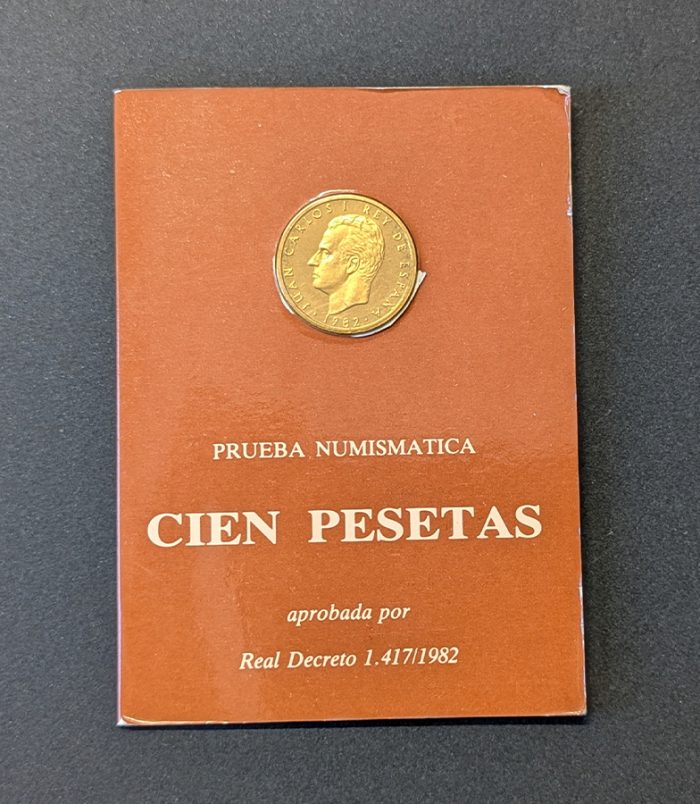 JUAN CARLOS I REY DE ESPAÑA
· 1982 ·
PRUEBA NUMISMATICA
CIEN PESETAS
aprobada por
Real Decreto 1.417/1982